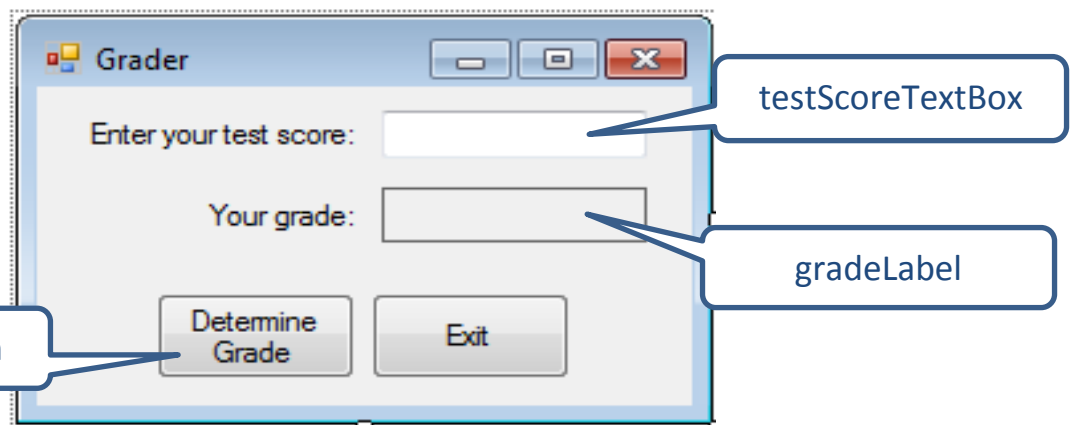 Grader
testScoreTextBox
Enter your test score:
Your grade:
gradeLabel
Determine
Grade
Exit